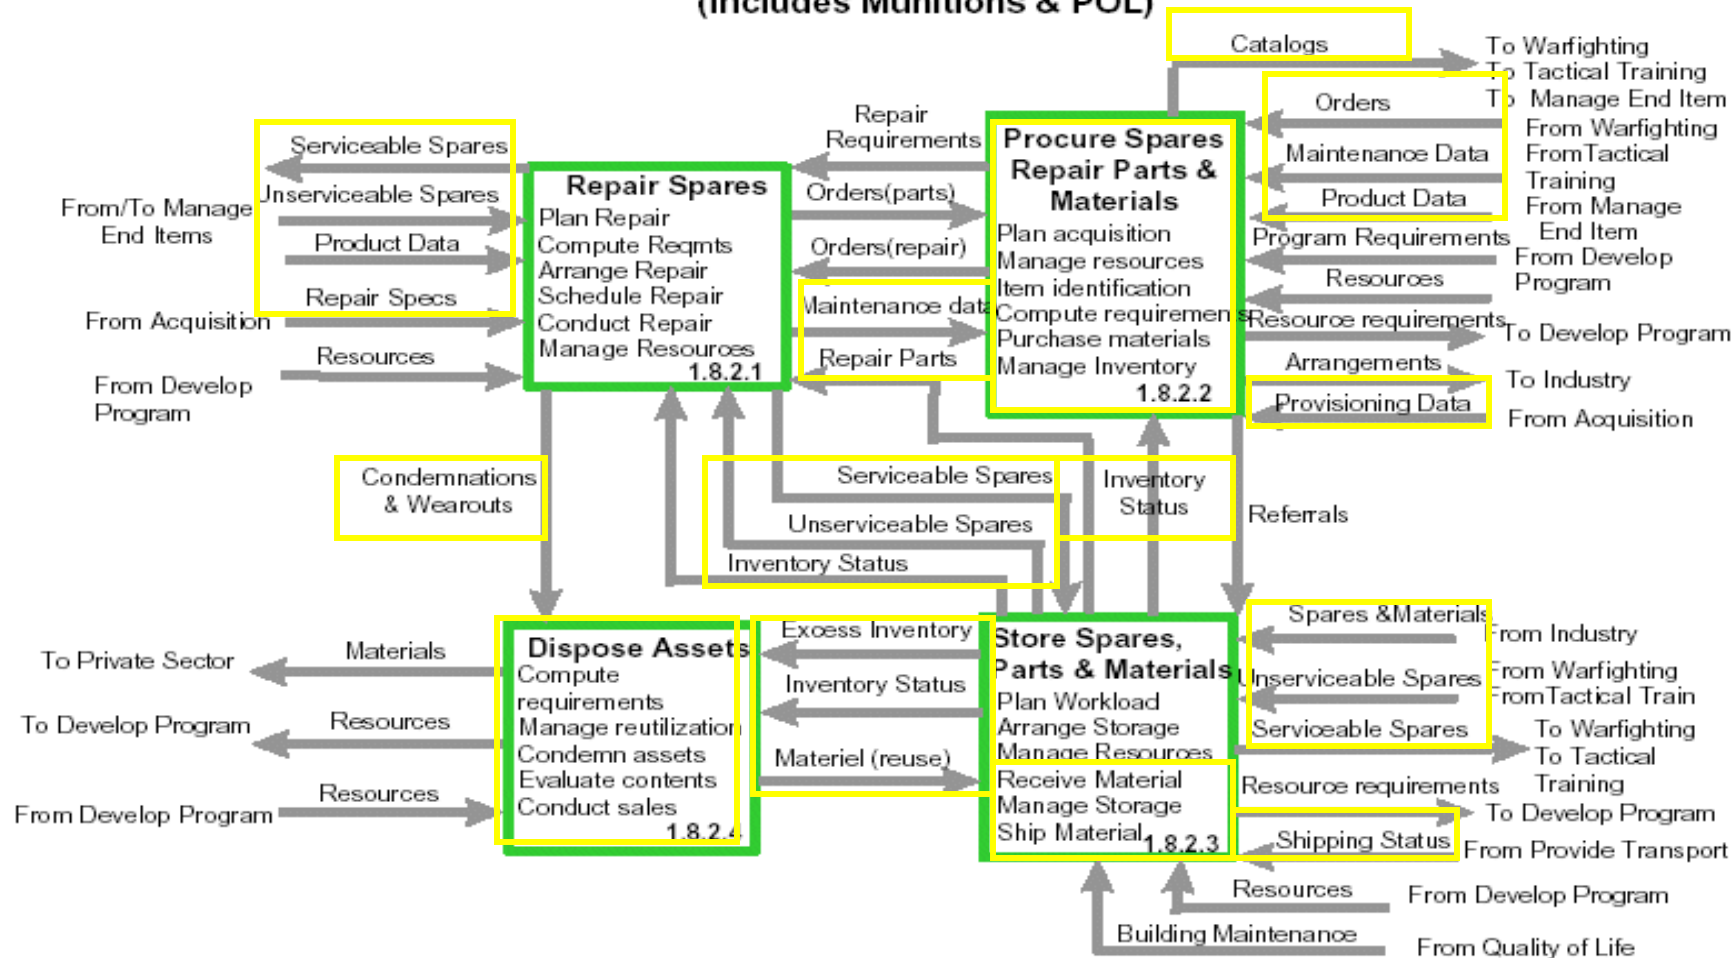 (Includes Munitions & POL)
Catalogs
To Warfighting
To Tactical Training
To Manage End Item
Orders
From Warfighting
FromTactical
Training
Maintenance Data
Product Data
From Manage
End Item
Program Requirements
From Develop
Program
Resources
Resource requirements
To Develop Program
Arrangements
To Industry
Provisioning Data
From Acquisition
Repair
Requirements
Orders(parts)
Orders(repair)
Maintenance data
Repair Parts
Procure Spares
Repair Parts &
Materials
Plan acquisition
Manage resources
Item identification
Compute requirements
Purchase materials
Manage Inventory
1.8.2.2
Serviceable Spares
Unserviceable Spares
From/To Manage
End Items
Product Data
Repair Specs
From Acquisition
Resources
From Develop
Program
Repair Spares
Plan Repair
Compute Reqmts
Arrange Repair
Schedule Repair
Conduct Repair
Manage Resources
1.8.2.1
Condemnations
& Wearouts
Serviceable Spares
Unserviceable Spares
Inventory Status
Inventory
Status
Referrals
To Private Sector
Materials
To Develop Program
Resources
From Develop Program
Resources
Dispose Assets
Compute
requirements
Manage reutilization
Condemn assets
Evaluate contents
Conduct sales
1.8.2.4
Excess Inventory
Inventory Status
Materiel (reuse)
Store Spares,
Parts & Materials
Plan Workload
Arrange Storage
Manage Resources
Receive Material
Manage Storage
Ship Material
1.8.2.3
Spares &Materials
From Industry
Unserviceable Spares
From Warfighting
FromTactical Train
Serviceable Spares
To Warfighting
To Tactical
Training
Resource requirements
To Develop Program
Shipping Status
From Provide Transport
Resources
From Develop Program
Building Maintenance
From Quality of Life